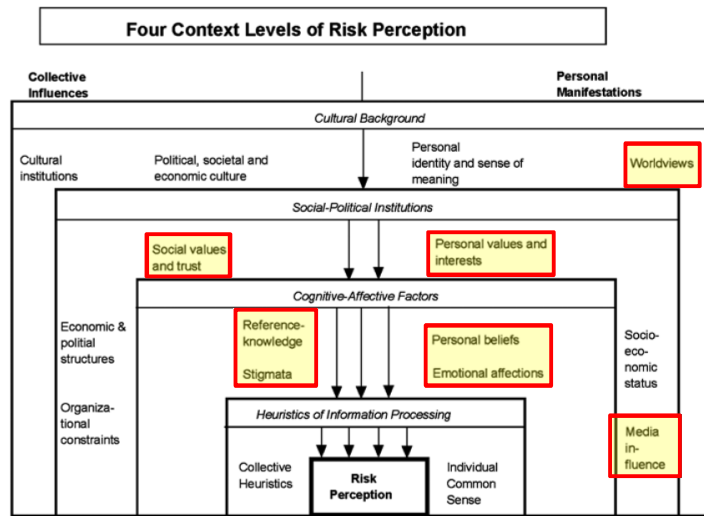 Four Context Levels of Risk Perception
Collective
Influences
Personal
Manifestations
Cultural Background
Cultural
institutions
Political, societal and
economic culture
Personal
identity and sense of
meaning
Worldviews
Social-Political Institutions
Social values
and trust
Personal values and
interests
Cognitive-Affective Factors
Economic &
politial
structures
Reference-
knowledge
Stigmata
Personal beliefs
Emotional affections
Socio-
eco-
nomic
status
Organiza-
tional
constraints
Heuristics of Information Processing
Media
in-
fluence
Collective
Heuristics
Risk
Perception
Individual
Common
Sense